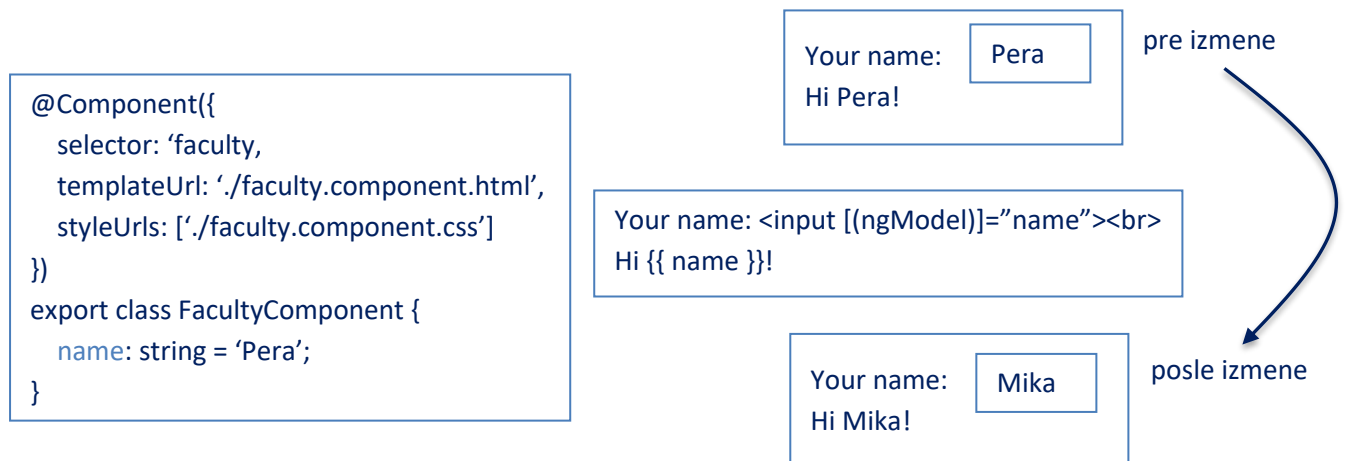 @Component({
selector: ‘faculty,
templateUrl: ‘./faculty.component.html’,
styleUrls: [‘./faculty.component.css’]
})
export class FacultyComponent {
name: string = ‘Pera’;
}
Your name: Pera
Hi Pera!
pre izmene
Your name: <input [(ngModel)]=”name”><br>
Hi {{ name }}!
Your name: Mika
Hi Mika!
posle izmene